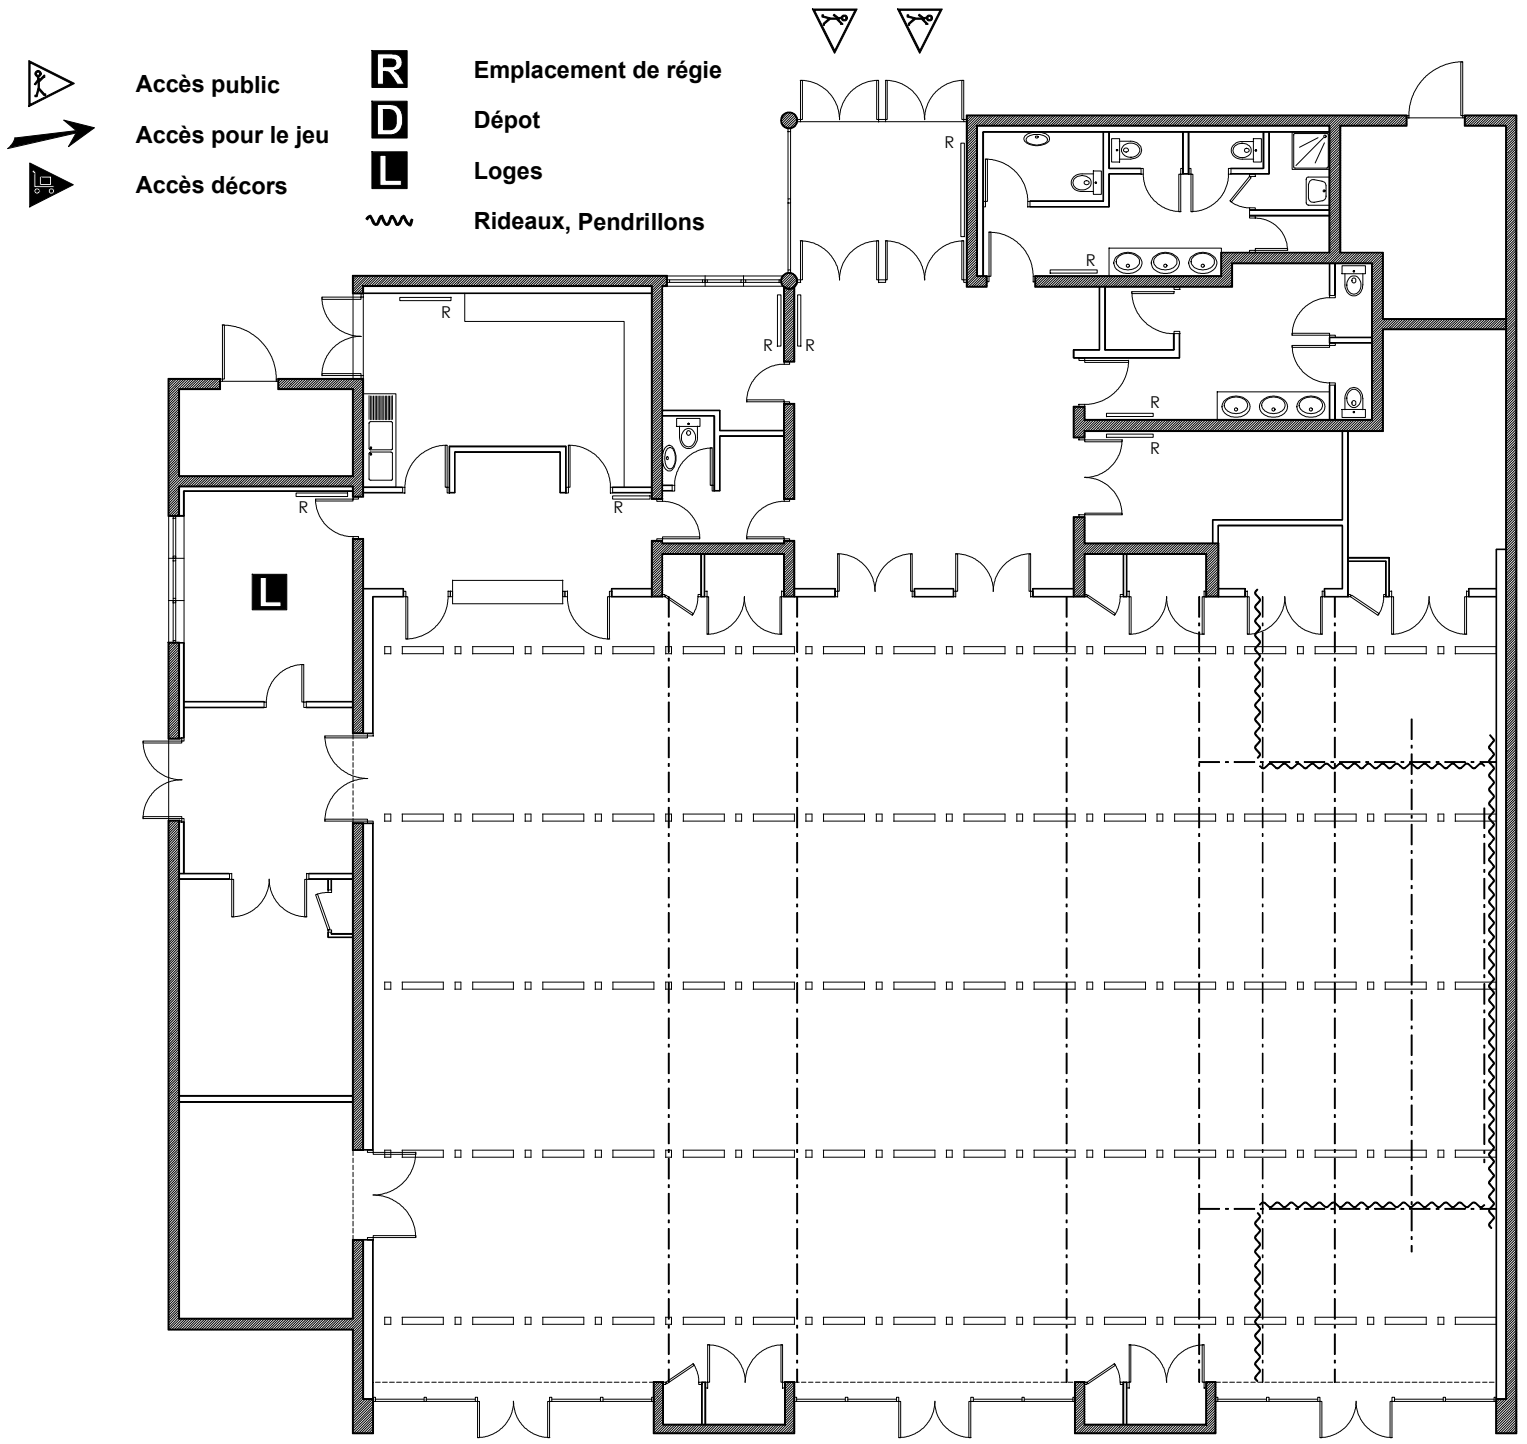 Accès public
Accès pour le jeu
Accès décors
R Emplacement de régie
D Dépot
L Loges
Rideaux, Pendrillons
R
R
R
R
R
R
R
R
R
L